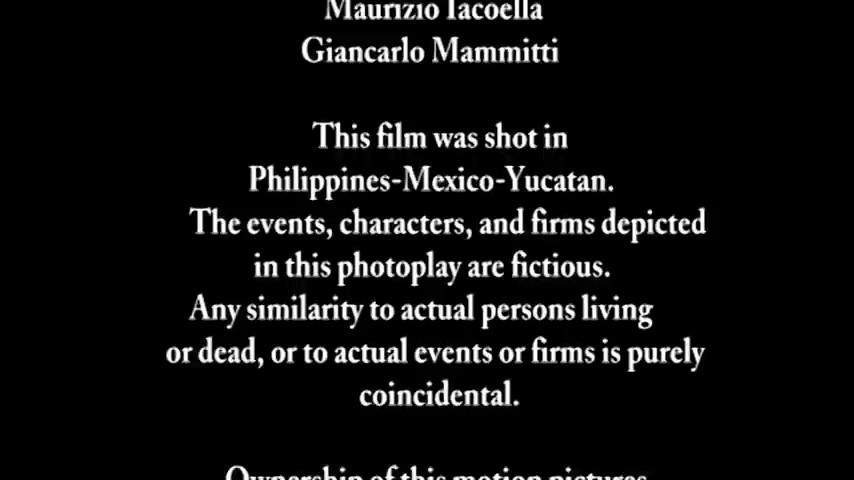 Maurizio Iacoella
Giancarlo Mammitti
This film was shot in
Philippines-Mexico-Yucatan.
The events, characters, and firms depicted
in this photoplay are fictious.
Any similarity to actual persons living
or dead, or to actual events or firms is purely
coincidental.
Ownership of this motion pictures